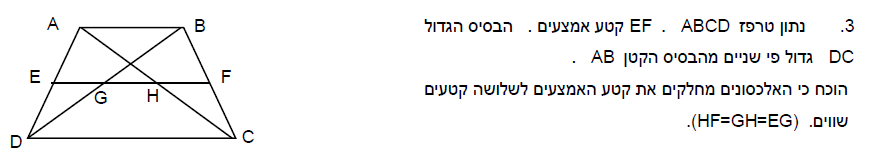 3. נתון טרפז ABCD . EF קטע אמצעים . הבסיס הגדול
DC גדול פי שניים מהבסיס הקטן AB .
הוכח כי האלכסונים מחלקים את קטע האמצעים לשלושה קטעים
שווים. (HF=GH=EG).
A B
E F
G H
D C